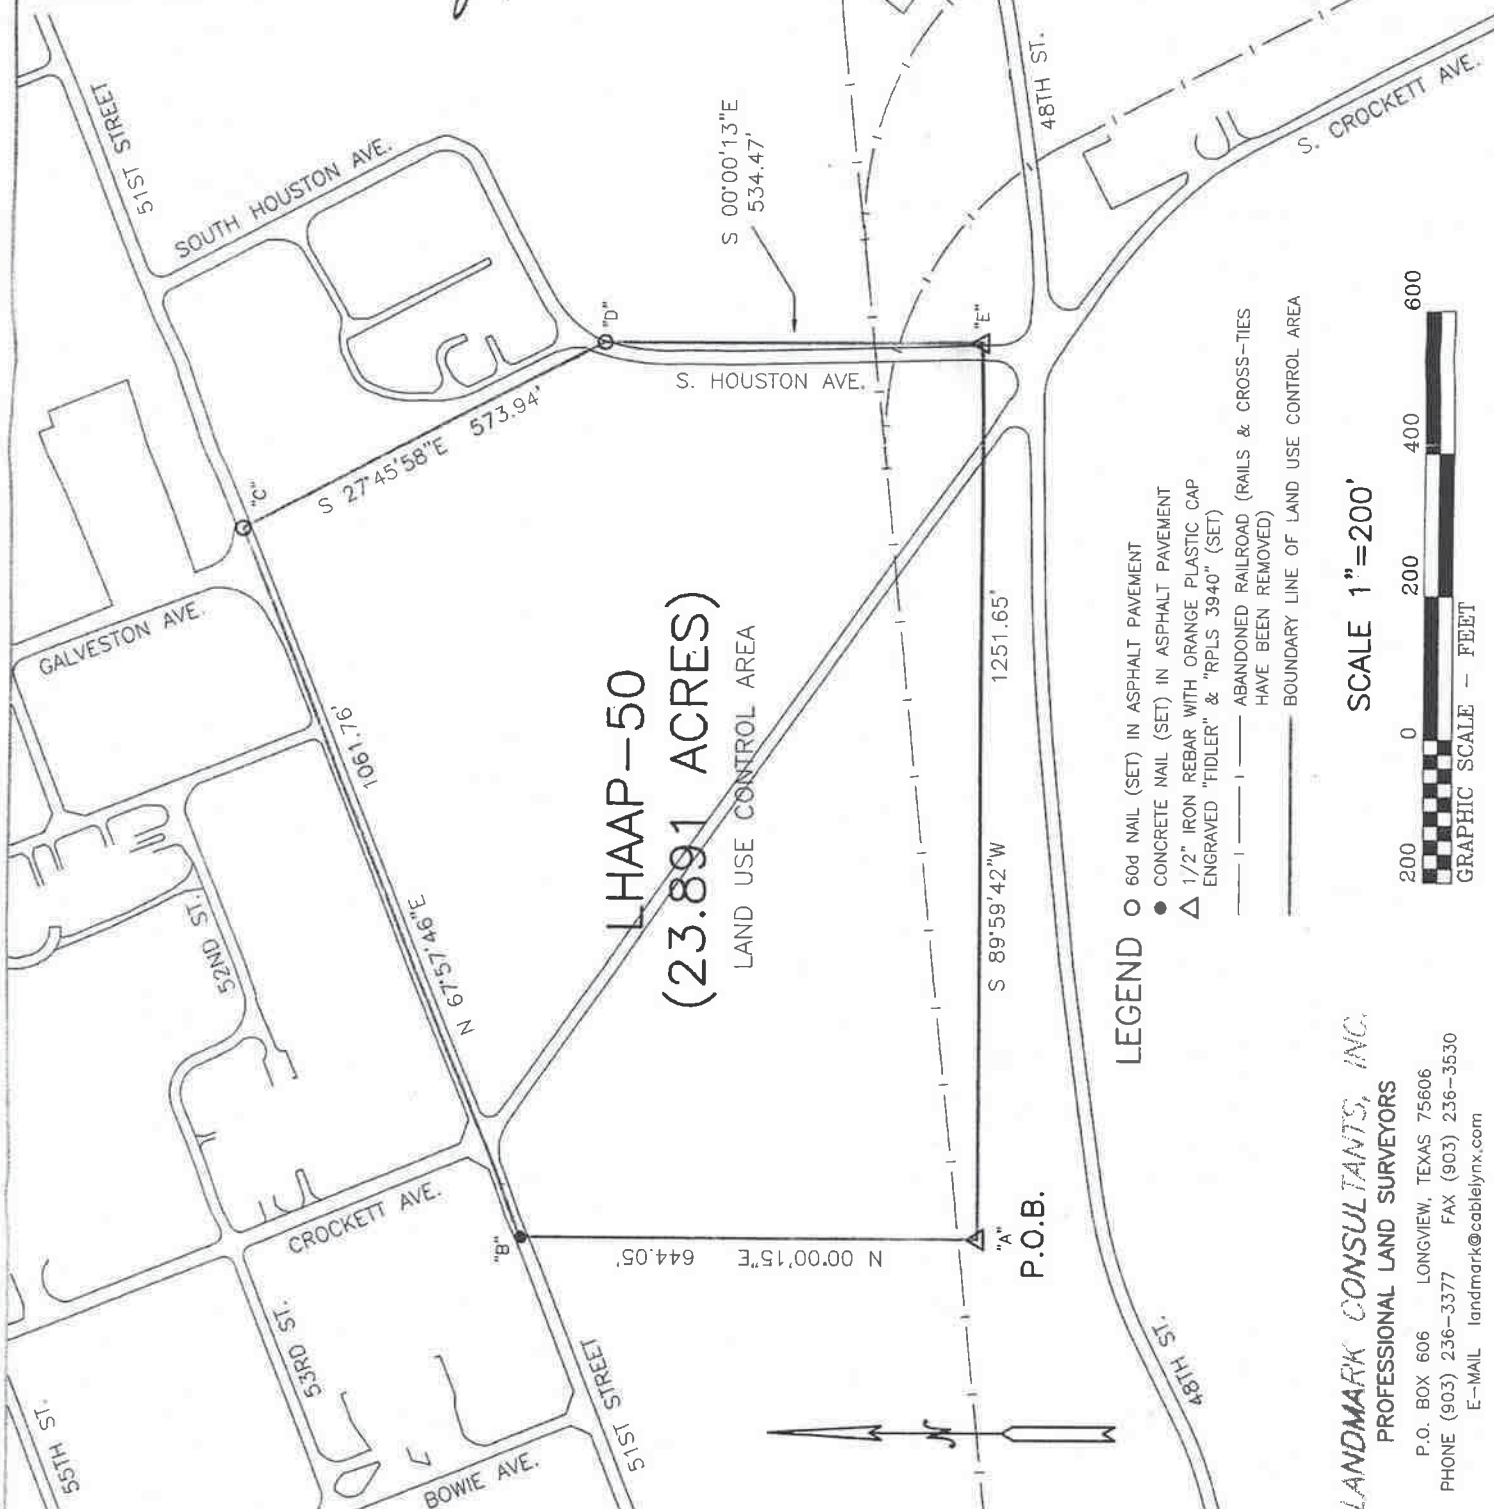 51ST STREET
SOUTH HOUSTON AVE.
S 00°00'13"E
534.47'
48TH ST.
S. CROCKETT AVE.
"C"
"D"
"E"
S 27°45'58"E 573.94'
S. HOUSTON AVE.
GALVESTON AVE.
1061.76'
N 67°57'46"E
52ND ST.
LHAAP-50
(23.891 ACRES)
LAND USE CONTROL AREA
1251.65'
S 89°59'42"W
CROCKETT AVE.
"B"
N 00°00'15"E 644.05'
"A"
P.O.B.
53RD ST.
55TH ST.
BOWIE AVE.
51ST STREET
48TH ST.
N
LEGEND
60d NAIL (SET) IN ASPHALT PAVEMENT
CONCRETE NAIL (SET) IN ASPHALT PAVEMENT
1/2" IRON REBAR WITH ORANGE PLASTIC CAP
ENGRAVED "FIDLER" & "RPLS 3940" (SET)
ABANDONED RAILROAD (RAILS & CROSS-TIES
HAVE BEEN REMOVED)
BOUNDARY LINE OF LAND USE CONTROL AREA
SCALE 1"=200'
200 0 200 400 600
GRAPHIC SCALE - FEET
LANDMARK CONSULTANTS, INC.
PROFESSIONAL LAND SURVEYORS
P.O. BOX 606 LONGVIEW, TEXAS 75606
PHONE (903) 236-3377 FAX (903) 236-3530
E-MAIL landmark@cablelynx.com